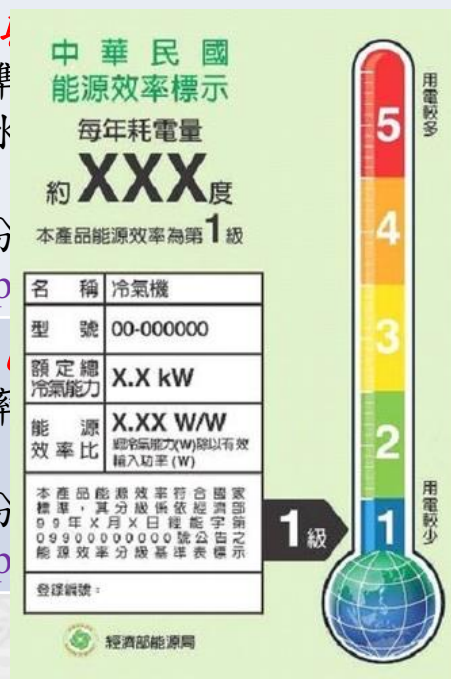 中華民國
能源效率標示
每年耗電量
約XXX度
本產品能源效率為第1級
名 稱 冷氣機
型 號 00-000000
額定總冷氣能力 X.X kW
能源效率比 X.XX W/W
總冷氣能力(W)除以有效
輸入功率(W)
本產品能源效率符合國家
標準，其分級係依經濟部
99年X月X日經能字第
09900000000號公告之
能源效率分級基準表標示
登錄編號：
經濟部能源局
用電較多
5
4
3
2
1
用電較少
1級